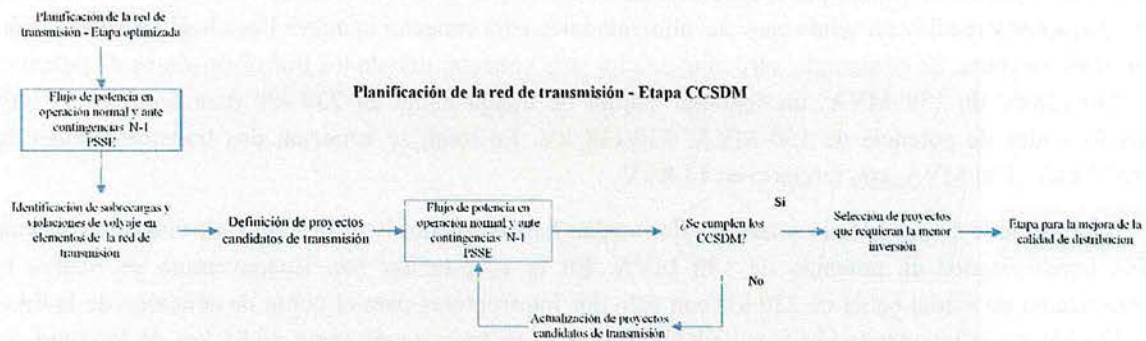 Planificación de la red de
transmisión - Etapa optimizada
Flujo de potencia en
operación normal y ante
contingencias N-1
PSSE
Planificación de la red de transmisión - Etapa CCSDM
Identificación de sobrecargas y
violaciones de volvaje en
elementos de la red de
transmisión
Definición de proyectos
candidatos de transmisión
Flujo de potencia en
operación normal y ante
contingencias N-1
PSSE
¿Se cumplen los
CCSDM?
Sí
No
Selección de proyectos
que requieran la menor
inversión
Etapa para la mejora de la
calidad de distribucion
Actualización de proyectos
candidatos de transmisión